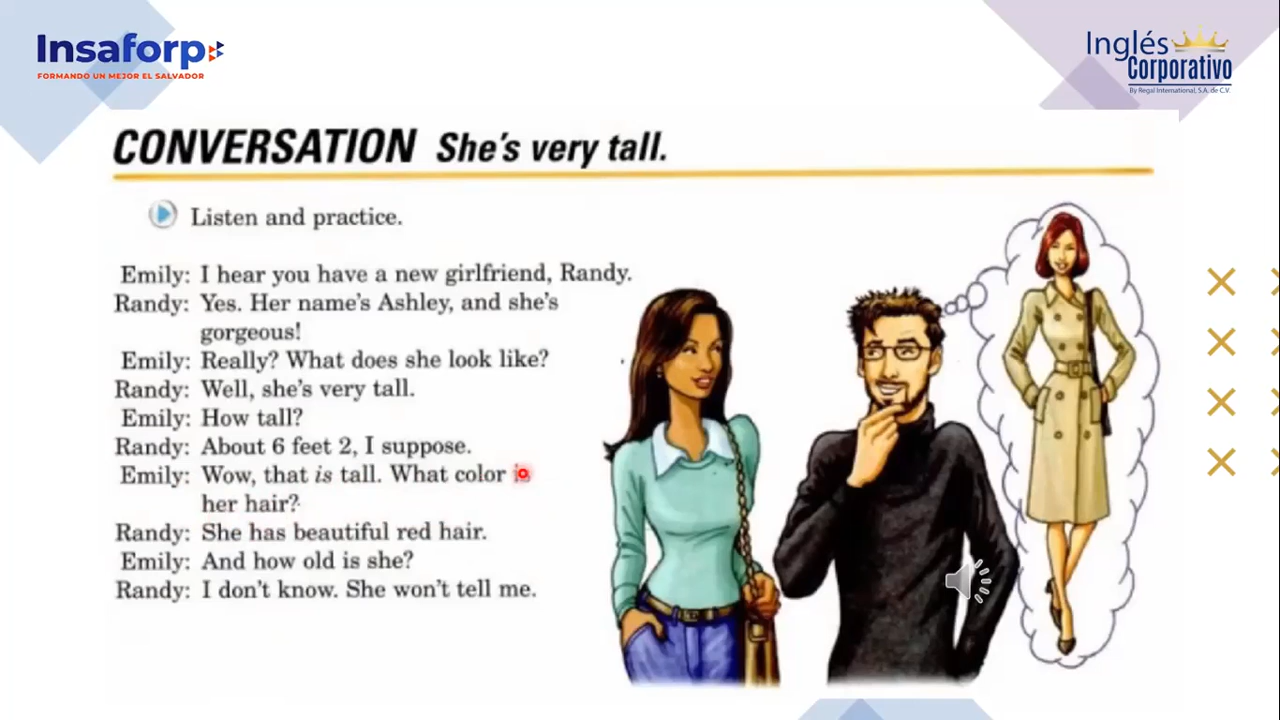 Insaforp
FORMANDO UN MEJOR EL SALVADOR
Inglés
Corporativo
By Regal International, S.A. de C.V.
CONVERSATION She's very tall.
Listen and practice.
Emily: I hear you have a new girlfriend, Randy.
Randy: Yes. Her name's Ashley, and she's
gorgeous!
Emily: Really? What does she look like?
Randy: Well, she's very tall.
Emily: How tall?
Randy: About 6 feet 2, I suppose.
Emily: Wow, that is tall. What color is
her hair?
Randy: She has beautiful red hair.
Emily: And how old is she?
Randy: I don't know. She won't tell me.